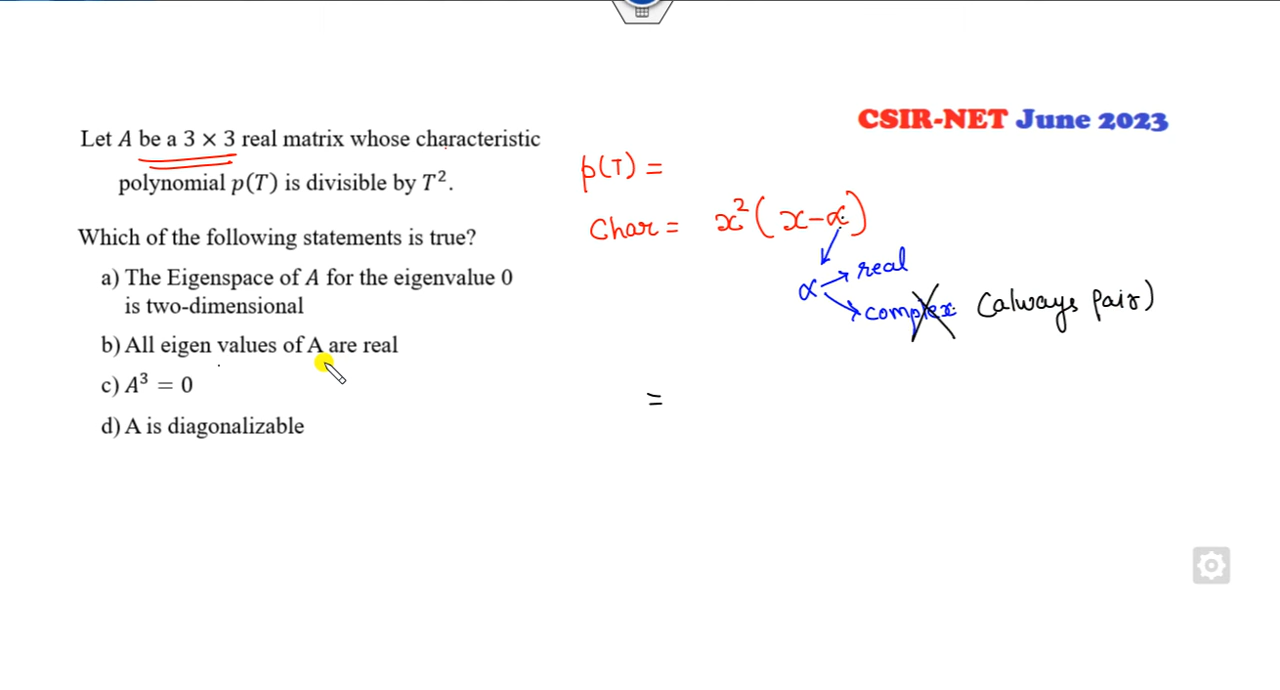 CSIR-NET June 2023
Let A be a 3 × 3 real matrix whose characteristic
polynomial p(T) is divisible by T².
Which of the following statements is true?
a) The Eigenspace of A for the eigenvalue 0
is two-dimensional
b) All eigen values of A are real
c) A³ = 0
d) A is diagonalizable
p(T) =
Char = x²(x-α)
α → real
→ complex (always pair)
=